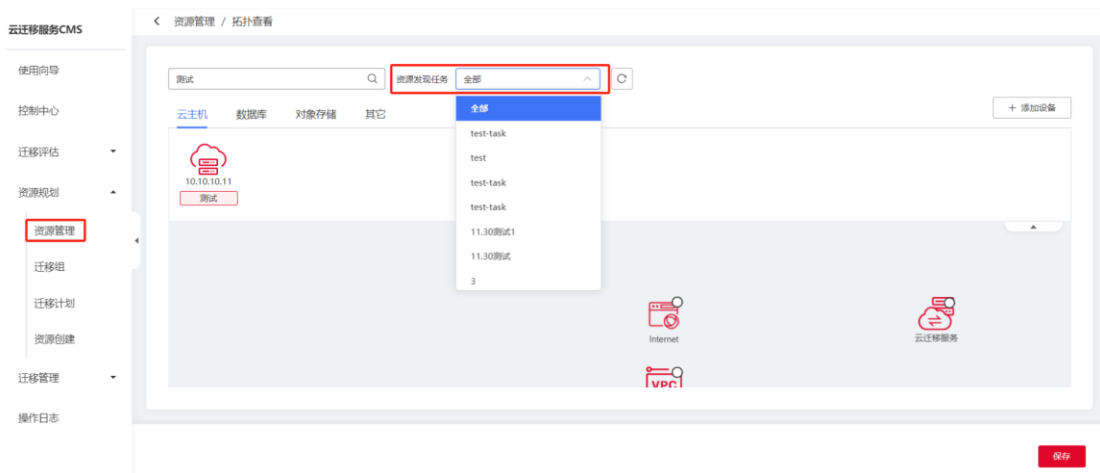 云迁移服务CMS
使用向导
控制中心
迁移评估
资源规划
资源管理
迁移组
迁移计划
资源创建
迁移管理
操作日志
资源管理 / 拓扑查看
测试
资源发现任务 全部
云主机 数据库 对象存储 其它
+ 添加设备
全部
test-task
test
test-task
test-task
11.30测试1
11.30测试
3
10.10.10.11
测试
Internet
云迁移服务
VPC
保存